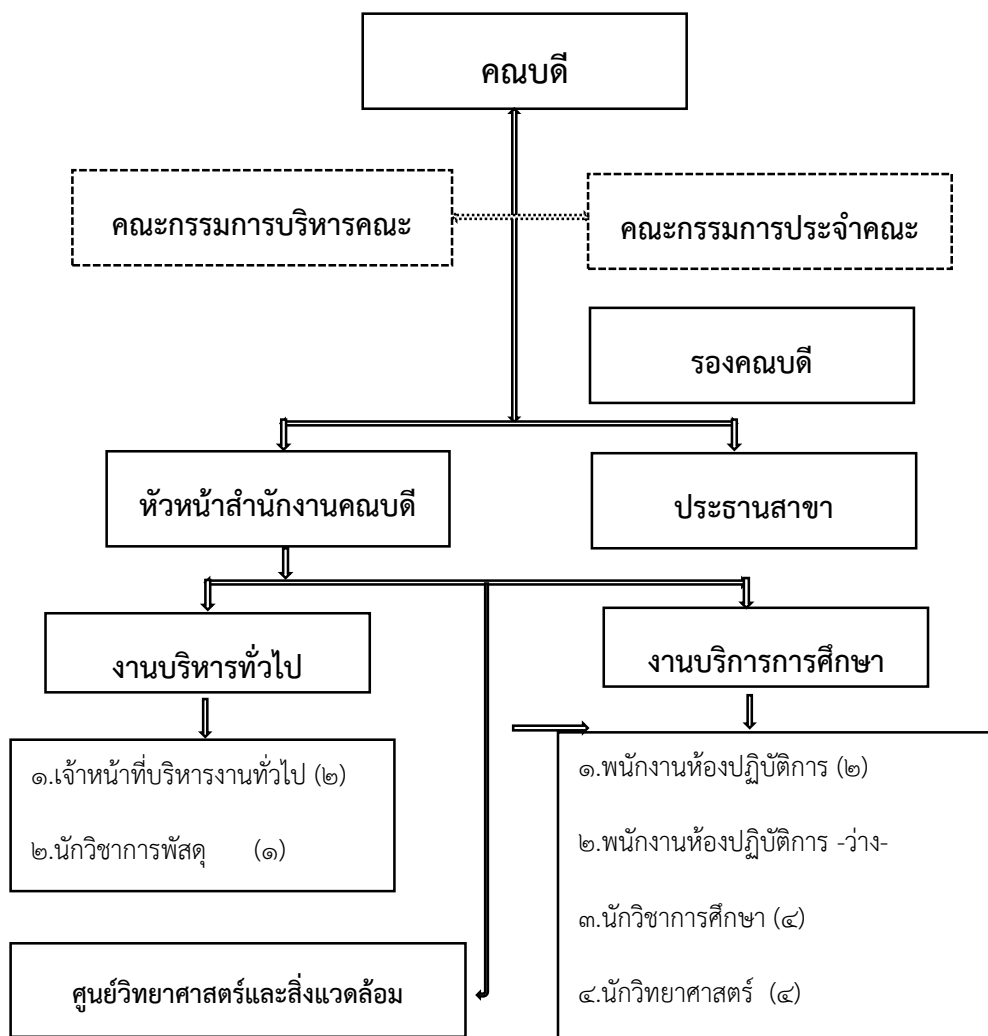 คณบดี
คณะกรรมการบริหารคณะ
คณะกรรมการประจำคณะ
รองคณบดี
หัวหน้าสำนักงานคณบดี
ประธานสาขา
งานบริหารทั่วไป
งานบริการการศึกษา
๑.เจ้าหน้าที่บริหารงานทั่วไป (๒)
๒.นักวิชาการพัสดุ (๑)
๑.พนักงานห้องปฏิบัติการ (๒)
๒.พนักงานห้องปฏิบัติการ -ว่าง-
๓.นักวิชาการศึกษา (๔)
๔.นักวิทยาศาสตร์ (๔)
ศูนย์วิทยาศาสตร์และสิ่งแวดล้อม